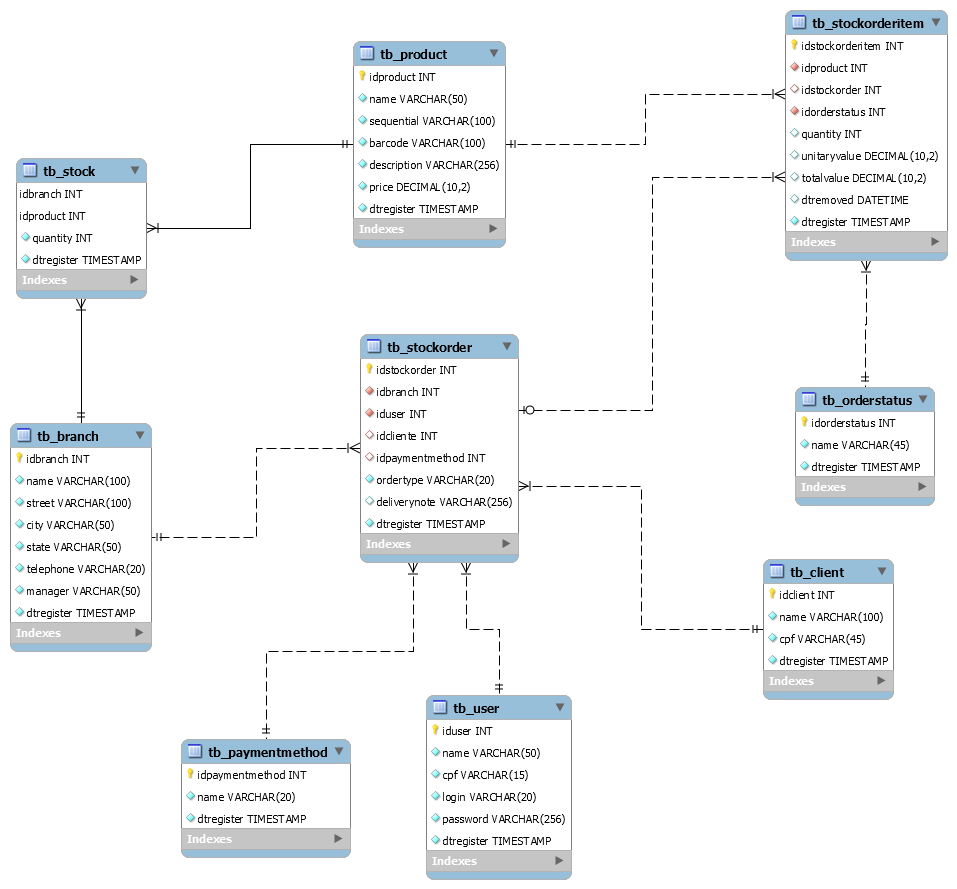 tb_product
idproduct INT
name VARCHAR(50)
sequential VARCHAR(100)
barcode VARCHAR(100)
description VARCHAR(256)
price DECIMAL(10,2)
dtregister TIMESTAMP
Indexes
tb_stockorderitem
idstockorderitem INT
idproduct INT
idstockorder INT
idorderstatus INT
quantity INT
unitaryvalue DECIMAL(10,2)
totalvalue DECIMAL(10,2)
dtremoved DATETIME
dtregister TIMESTAMP
Indexes
tb_stock
idbranch INT
idproduct INT
quantity INT
dtregister TIMESTAMP
Indexes
tb_stockorder
idstockorder INT
idbranch INT
iduser INT
idcliente INT
idpaymentmethod INT
ordertype VARCHAR(20)
deliverynote VARCHAR(256)
dtregister TIMESTAMP
Indexes
tb_orderstatus
idorderstatus INT
name VARCHAR(45)
dtregister TIMESTAMP
Indexes
tb_branch
idbranch INT
name VARCHAR(100)
street VARCHAR(100)
city VARCHAR(50)
state VARCHAR(50)
telephone VARCHAR(20)
manager VARCHAR(50)
dtregister TIMESTAMP
Indexes
tb_client
idclient INT
name VARCHAR(100)
cpf VARCHAR(45)
dtregister TIMESTAMP
Indexes
tb_paymentmethod
idpaymentmethod INT
name VARCHAR(20)
dtregister TIMESTAMP
Indexes
tb_user
iduser INT
name VARCHAR(50)
cpf VARCHAR(15)
login VARCHAR(20)
password VARCHAR(256)
dtregister TIMESTAMP
Indexes